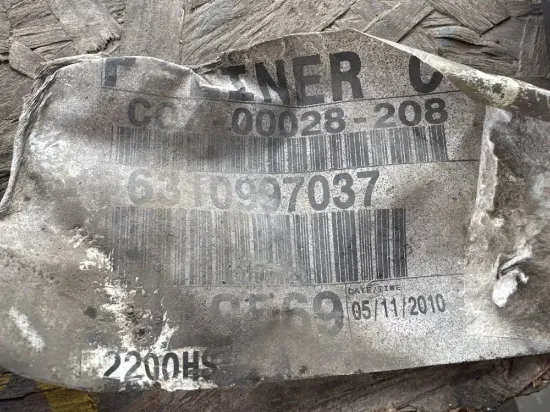 INER C
-00028-208
6310997037
DATE/TIME
05/11/2010
2200HS